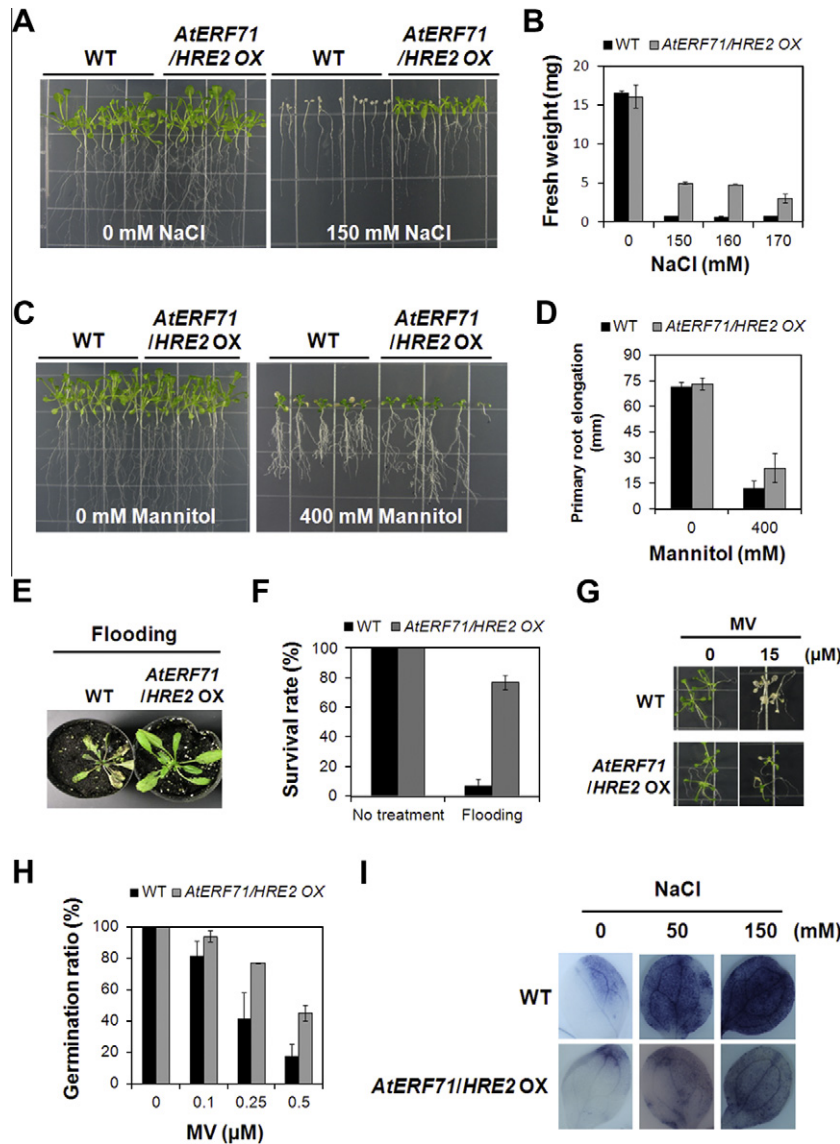 A
WT
AtERF71
/HRE2 OX
0 mM NaCl
150 mM NaCl
B
WT AtERF71/HRE2 OX
Fresh weight (mg)
20
15
10
5
0
0 150 160 170
NaCl (mM)
C
WT
AtERF71
/HRE2 OX
WT
AtERF71
/HRE2 OX
0 mM Mannitol
400 mM Mannitol
D
WT AtERF71/HRE2 OX
Primary root elongation
(mm)
90
75
60
45
30
15
0
0 400
Mannitol (mM)
E
Flooding
WT
AtERF71
/HRE2 OX
F
WT AtERF71/HRE2 OX
Survival rate (%)
100
80
60
40
20
0
No treatment Flooding
G
MV
0 15 (µM)
WT
AtERF71
/HRE2 OX
H
WT AtERF71/HRE2 OX
Germination ratio (%)
100
80
60
40
20
0
0 0.1 0.25 0.5
MV (µM)
I
NaCl
0 50 150 (mM)
WT
AtERF71/HRE2 OX